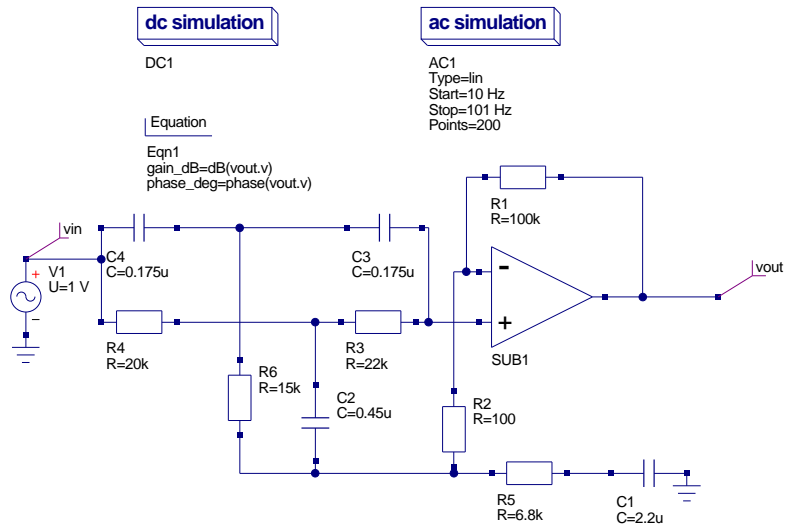 dc simulation
DC1
ac simulation
AC1
Type=lin
Start=10 Hz
Stop=101 Hz
Points=200
Equation
Eqn1
gain_dB=dB(vout.v)
phase_deg=phase(vout.v)
R1
R=100k
vin
V1
U=1 V
C4
C=0.175u
C3
C=0.175u
vout
SUB1
R4
R=20k
R3
R=22k
R6
R=15k
C2
C=0.45u
R2
R=100
R5
R=6.8k
C1
C=2.2u